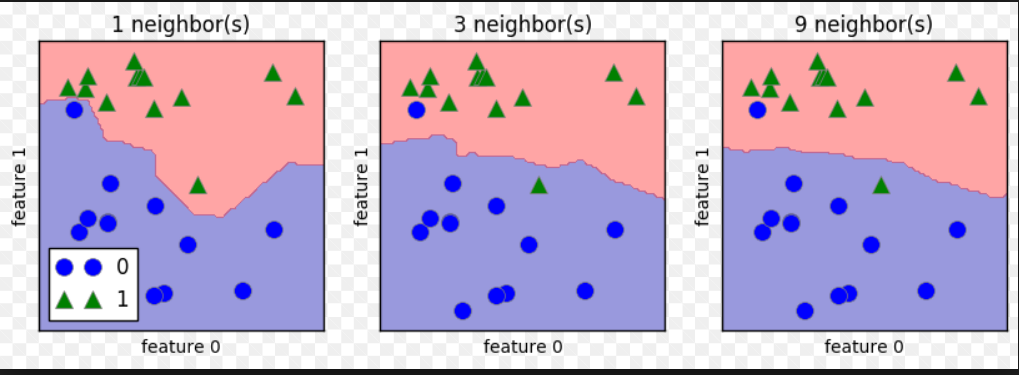 1 neighbor(s)
3 neighbor(s)
9 neighbor(s)
feature 1
feature 1
feature 1
0
1
feature 0
feature 0
feature 0